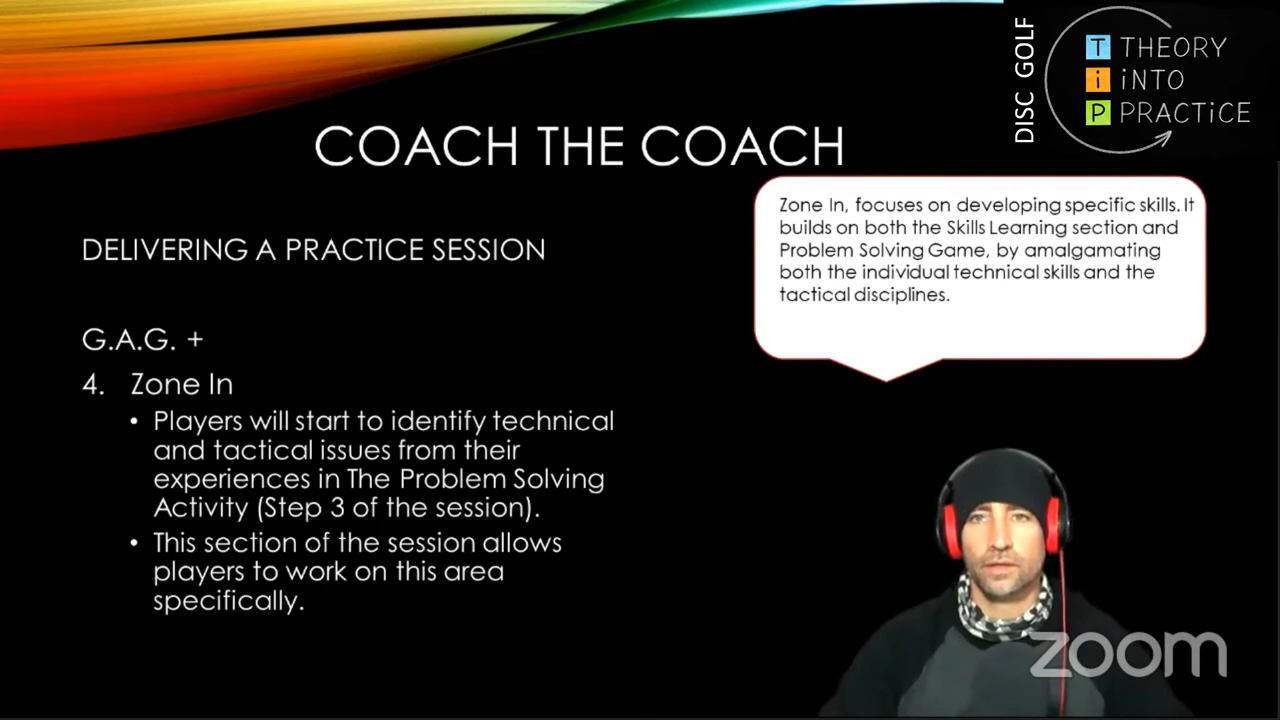 DISC GOLF
T THEORY
i iNTO
P PRACTiCE
COACH THE COACH
Zone In, focuses on developing specific skills. It
builds on both the Skills Learning section and
Problem Solving Game, by amalgamating
both the individual technical skills and the
tactical disciplines.
DELIVERING A PRACTICE SESSION
G.A.G. +
4. Zone In
• Players will start to identify technical
and tactical issues from their
experiences in The Problem Solving
Activity (Step 3 of the session).
• This section of the session allows
players to work on this area
specifically.
zoom